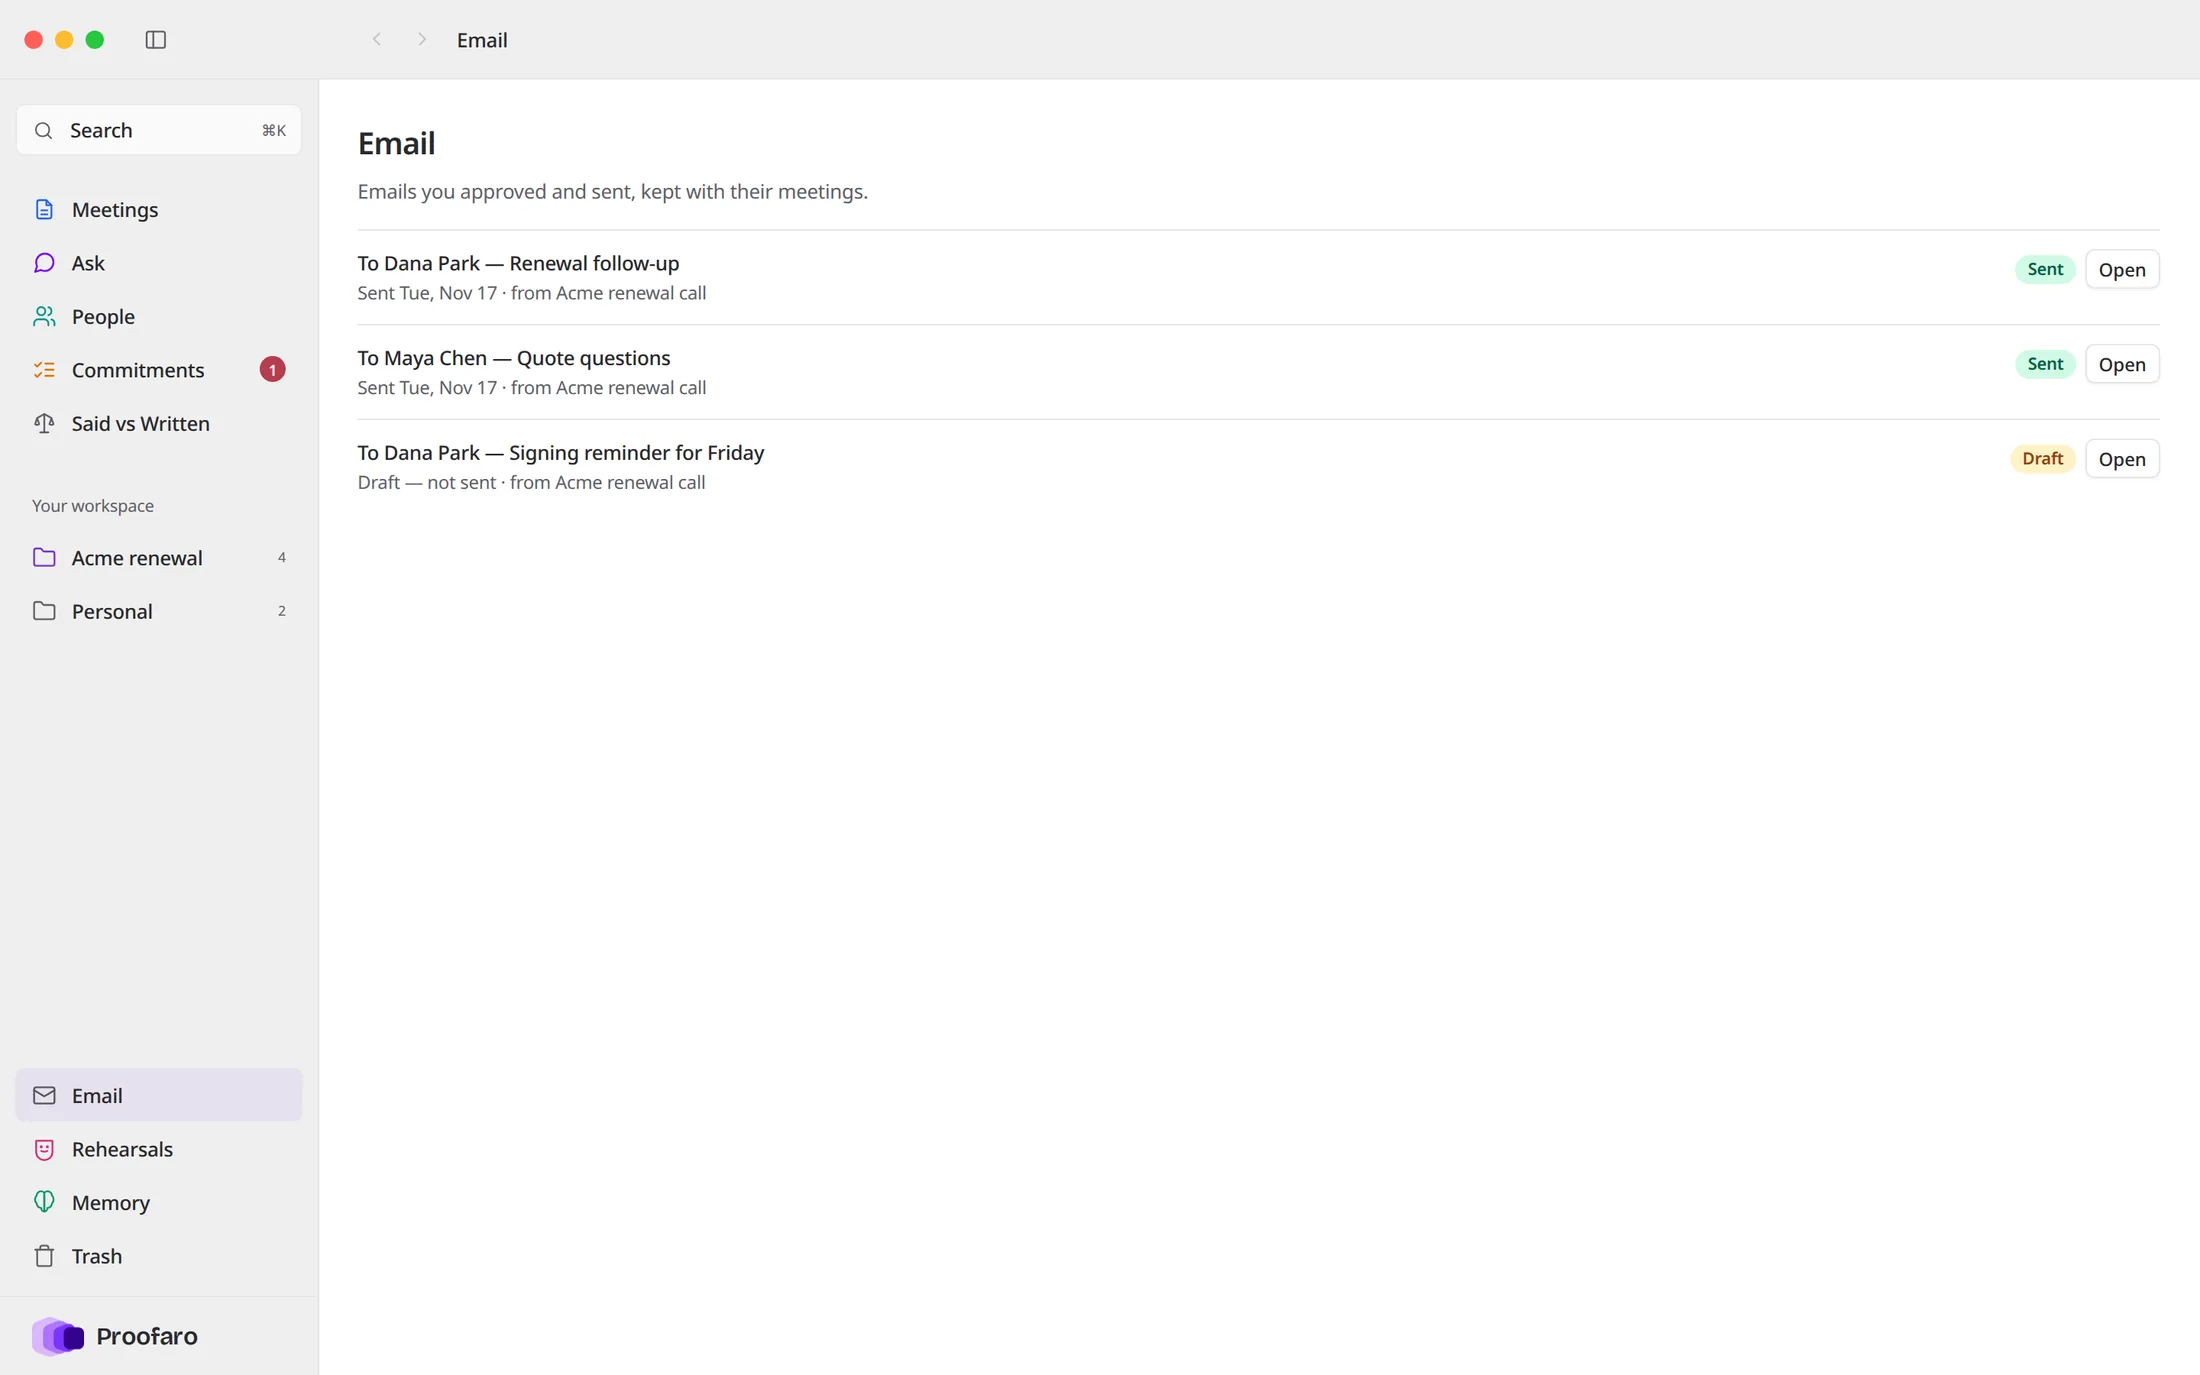 Email
Search ⌘K
Meetings
Ask
People
Commitments 1
Said vs Written
Your workspace
Acme renewal 4
Personal 2
Email
Rehearsals
Memory
Trash
Proofaro
Email
Emails you approved and sent, kept with their meetings.
To Dana Park — Renewal follow-up
Sent Tue, Nov 17 · from Acme renewal call
Sent Open
To Maya Chen — Quote questions
Sent Tue, Nov 17 · from Acme renewal call
Sent Open
To Dana Park — Signing reminder for Friday
Draft — not sent · from Acme renewal call
Draft Open